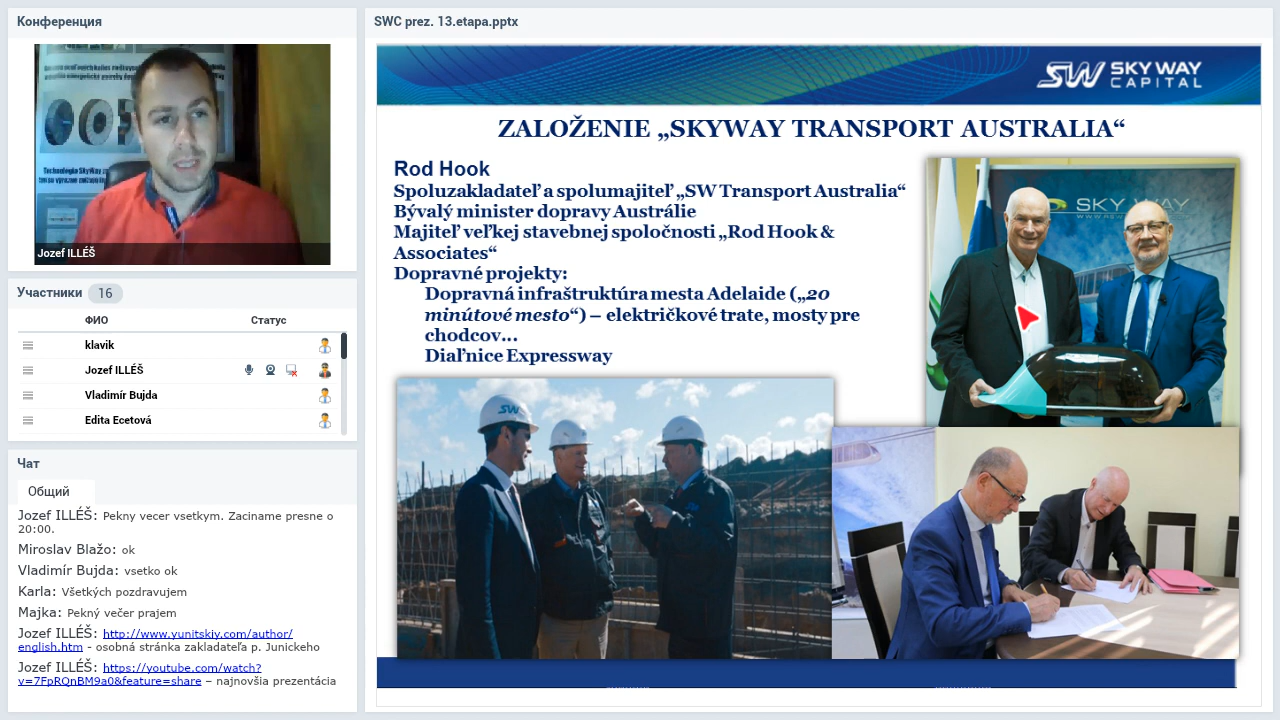 Конференция
Jozef ILLÉŠ
Участники 16
ФИО Статус
klavik
Jozef ILLÉŠ
Vladimír Bujda
Edita Ecetová
Чат
Общий
Jozef ILLÉŠ: Pekny vecer vsetkym. Zaciname presne o
20:00.
Miroslav Blažo: ok
Vladimír Bujda: vsetko ok
Karla: Všetkých pozdravujem
Majka: Pekný večer prajem
Jozef ILLÉŠ: http://www.yunitskiy.com/author/
english.htm - osobná stránka zakladateľa p. Junickeho
Jozef ILLÉŠ: https://youtube.com/watch?
v=7FpRQnBM9a0&feature=share – najnovšia prezentácia
SWC prez. 13.etapa.pptx
SW SKY WAY
CAPITAL
ZALOŽENIE „SKYWAY TRANSPORT AUSTRALIA“
Rod Hook
Spoluzakladateľ a spolumajiteľ „SW Transport Australia“
Bývalý minister dopravy Austrálie
Majiteľ veľkej stavebnej spoločnosti „Rod Hook &
Associates“
Dopravné projekty:
Dopravná infraštruktúra mesta Adelaide („20
minútové mesto“) – električkové trate, mosty pre
chodcov...
Diaľnice Expressway
SKY WAY
SW